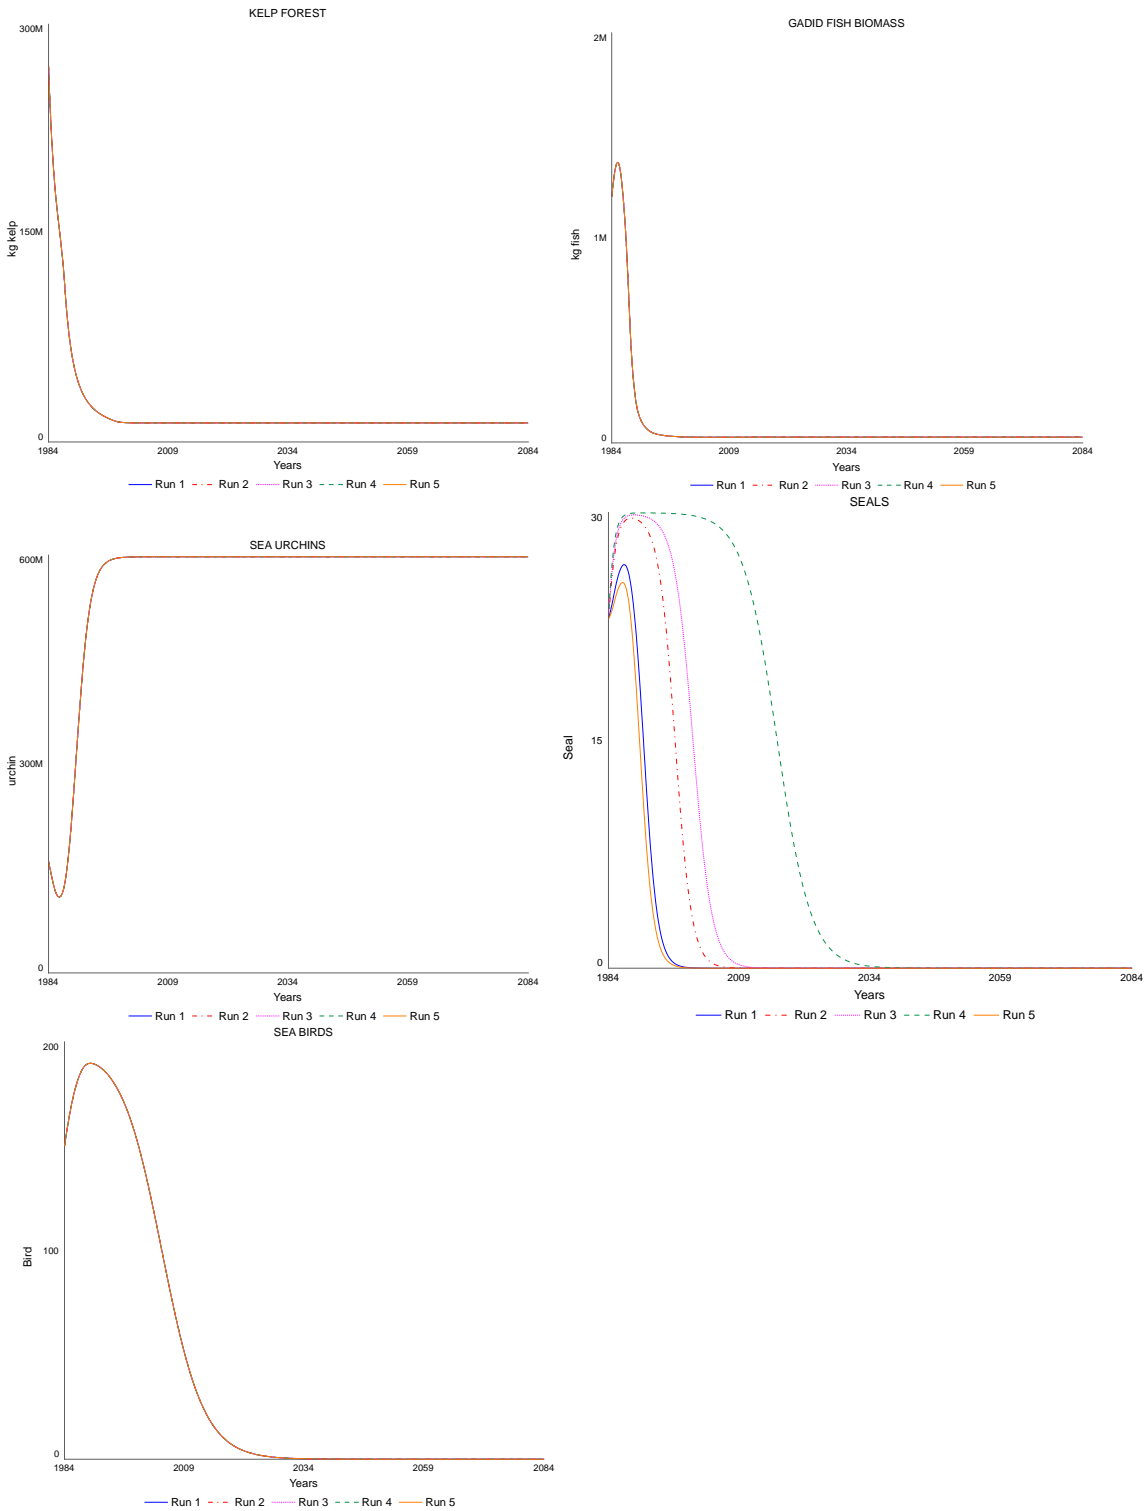 KELP FOREST
300M
150M
0
kg kelp
1984 2009 2034 2059 2084
Years
Run 1 Run 2 Run 3 Run 4 Run 5
GADID FISH BIOMASS
2M
1M
0
kg fish
1984 2009 2034 2059 2084
Years
Run 1 Run 2 Run 3 Run 4 Run 5
SEA URCHINS
600M
300M
0
urchin
1984 2009 2034 2059 2084
Years
Run 1 Run 2 Run 3 Run 4 Run 5
SEALS
30
15
0
Seal
1984 2009 2034 2059 2084
Years
Run 1 Run 2 Run 3 Run 4 Run 5
SEA BIRDS
200
100
0
Bird
1984 2009 2034 2059 2084
Years
Run 1 Run 2 Run 3 Run 4 Run 5